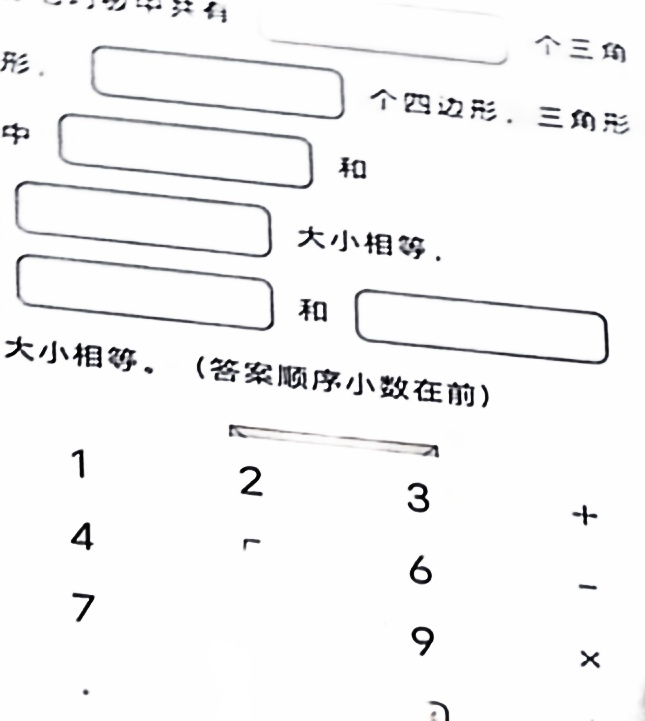 中共有
个三角
形. 个四边形. 三角形
中 和
大小相等.
和
大小相等。（答案顺序小数在前）
1 2 3 +
4 6 -
7 9 ×
.